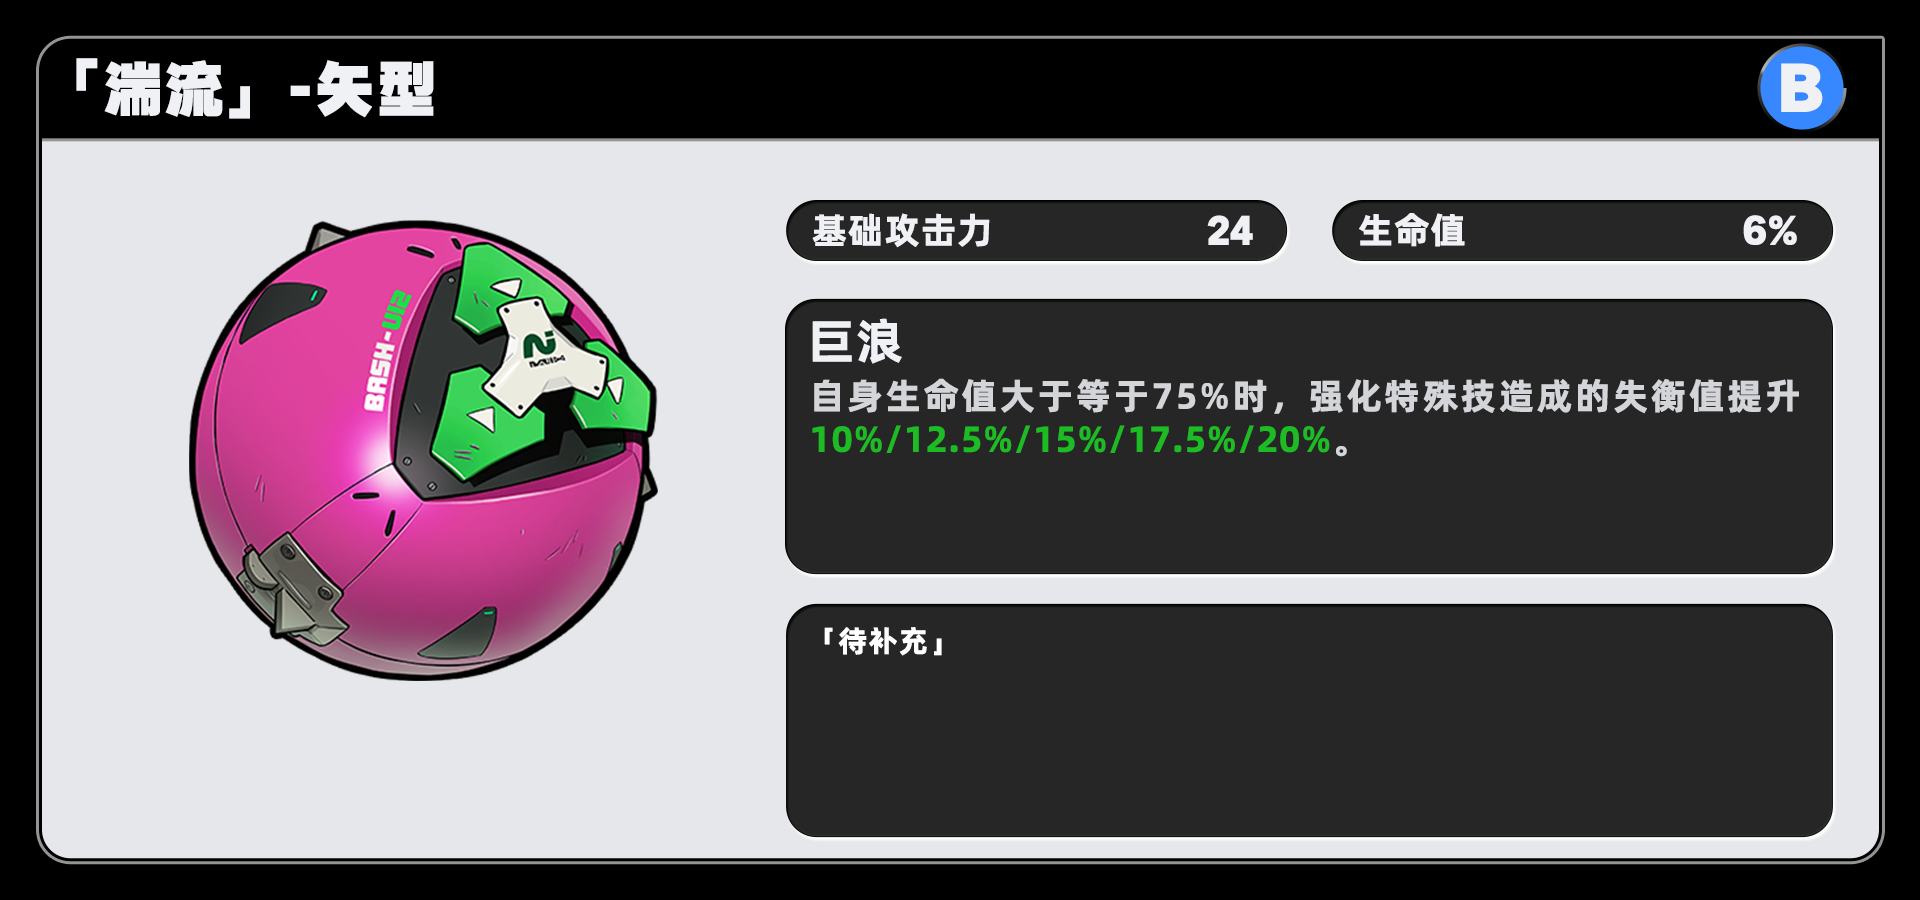 「湍流」-矢型
B
基础攻击力 24
生命值 6%
BASH-U12
巨浪
自身生命值大于等于75%时，强化特殊技造成的失衡值提升
10%/12.5%/15%/17.5%/20%。
「待补充」